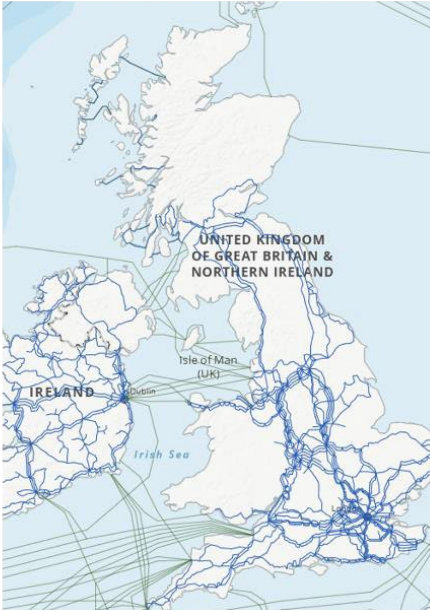 UNITED KINGDOM
OF GREAT BRITAIN &
NORTHERN IRELAND
Isle of Man
(UK)
IRELAND
Dublin
Irish Sea